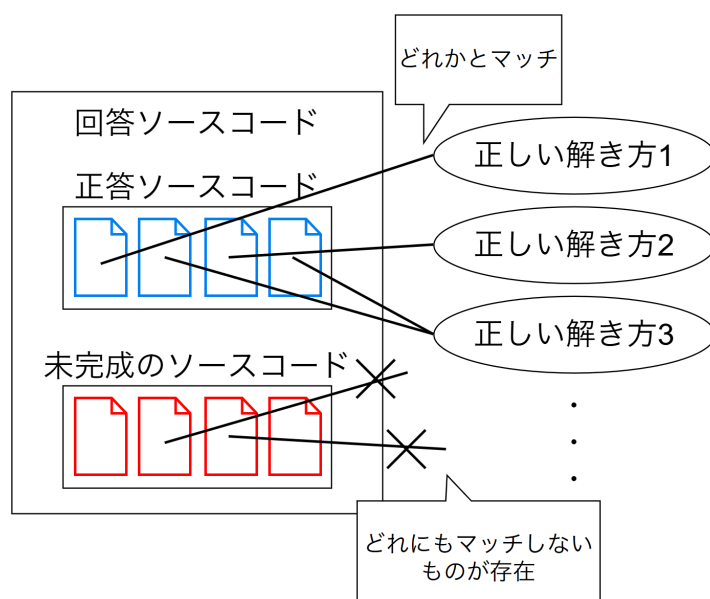 どれかとマッチ
回答ソースコード
正しい解き方1
正答ソースコード
正しい解き方2
正しい解き方3
未完成のソースコード
・
・
・
どれにもマッチしない
ものが存在